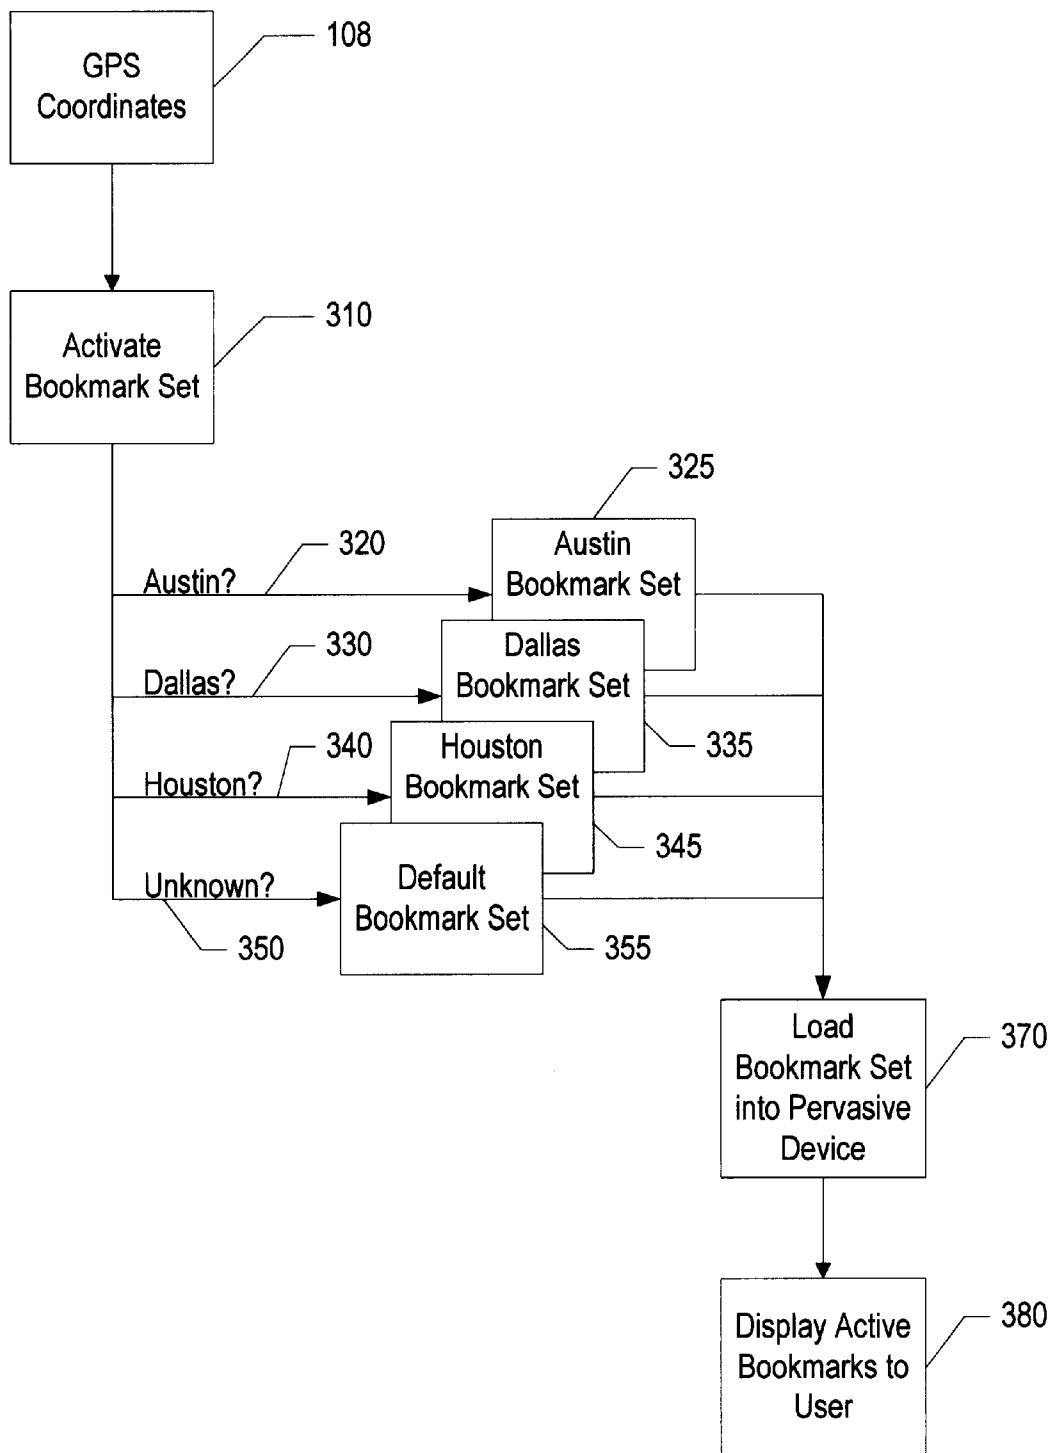 GPS
Coordinates
108
Activate
Bookmark Set
310
325
Austin
Bookmark Set
320
Austin?
330
Dallas
Bookmark Set
Dallas?
335
340
Houston
Bookmark Set
Houston?
345
Default
Bookmark Set
Unknown?
350
355
Load
Bookmark Set
into Pervasive
Device
370
Display Active
Bookmarks to
User
380